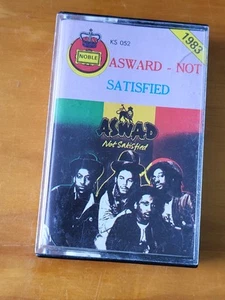 KS. 052
1983
NOBLE
ASWARD - NOT
SATISFIED
ASWAD
Not Satisfied